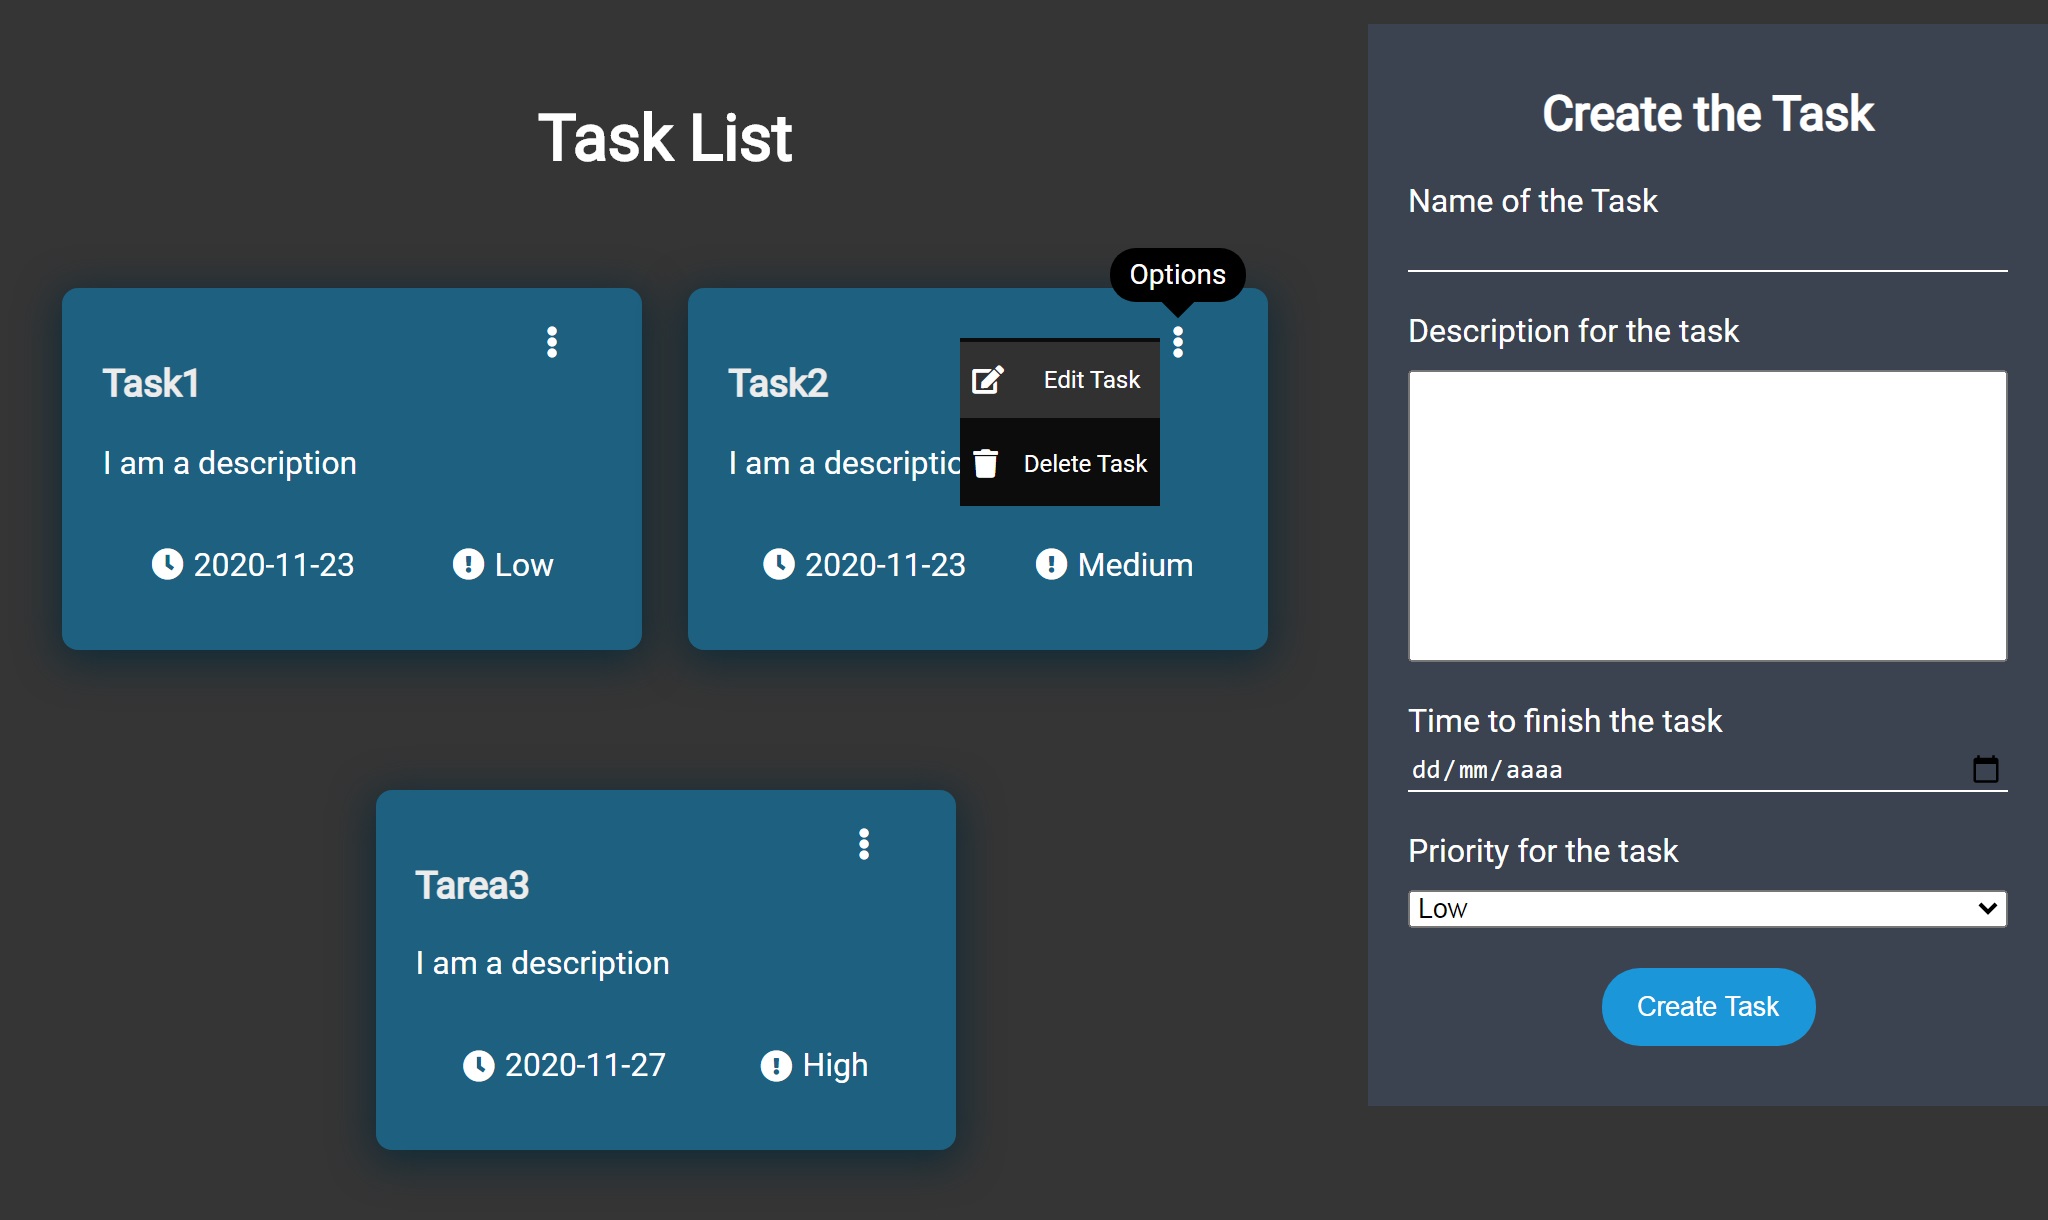 Task List
Options
Task1
I am a description
2020-11-23
Low
Task2
I am a descriptio
Edit Task
Delete Task
2020-11-23
Medium
Tarea3
I am a description
2020-11-27
High
Create the Task
Name of the Task
Description for the task
Time to finish the task
dd/mm/aaaa
Priority for the task
Low
Create Task